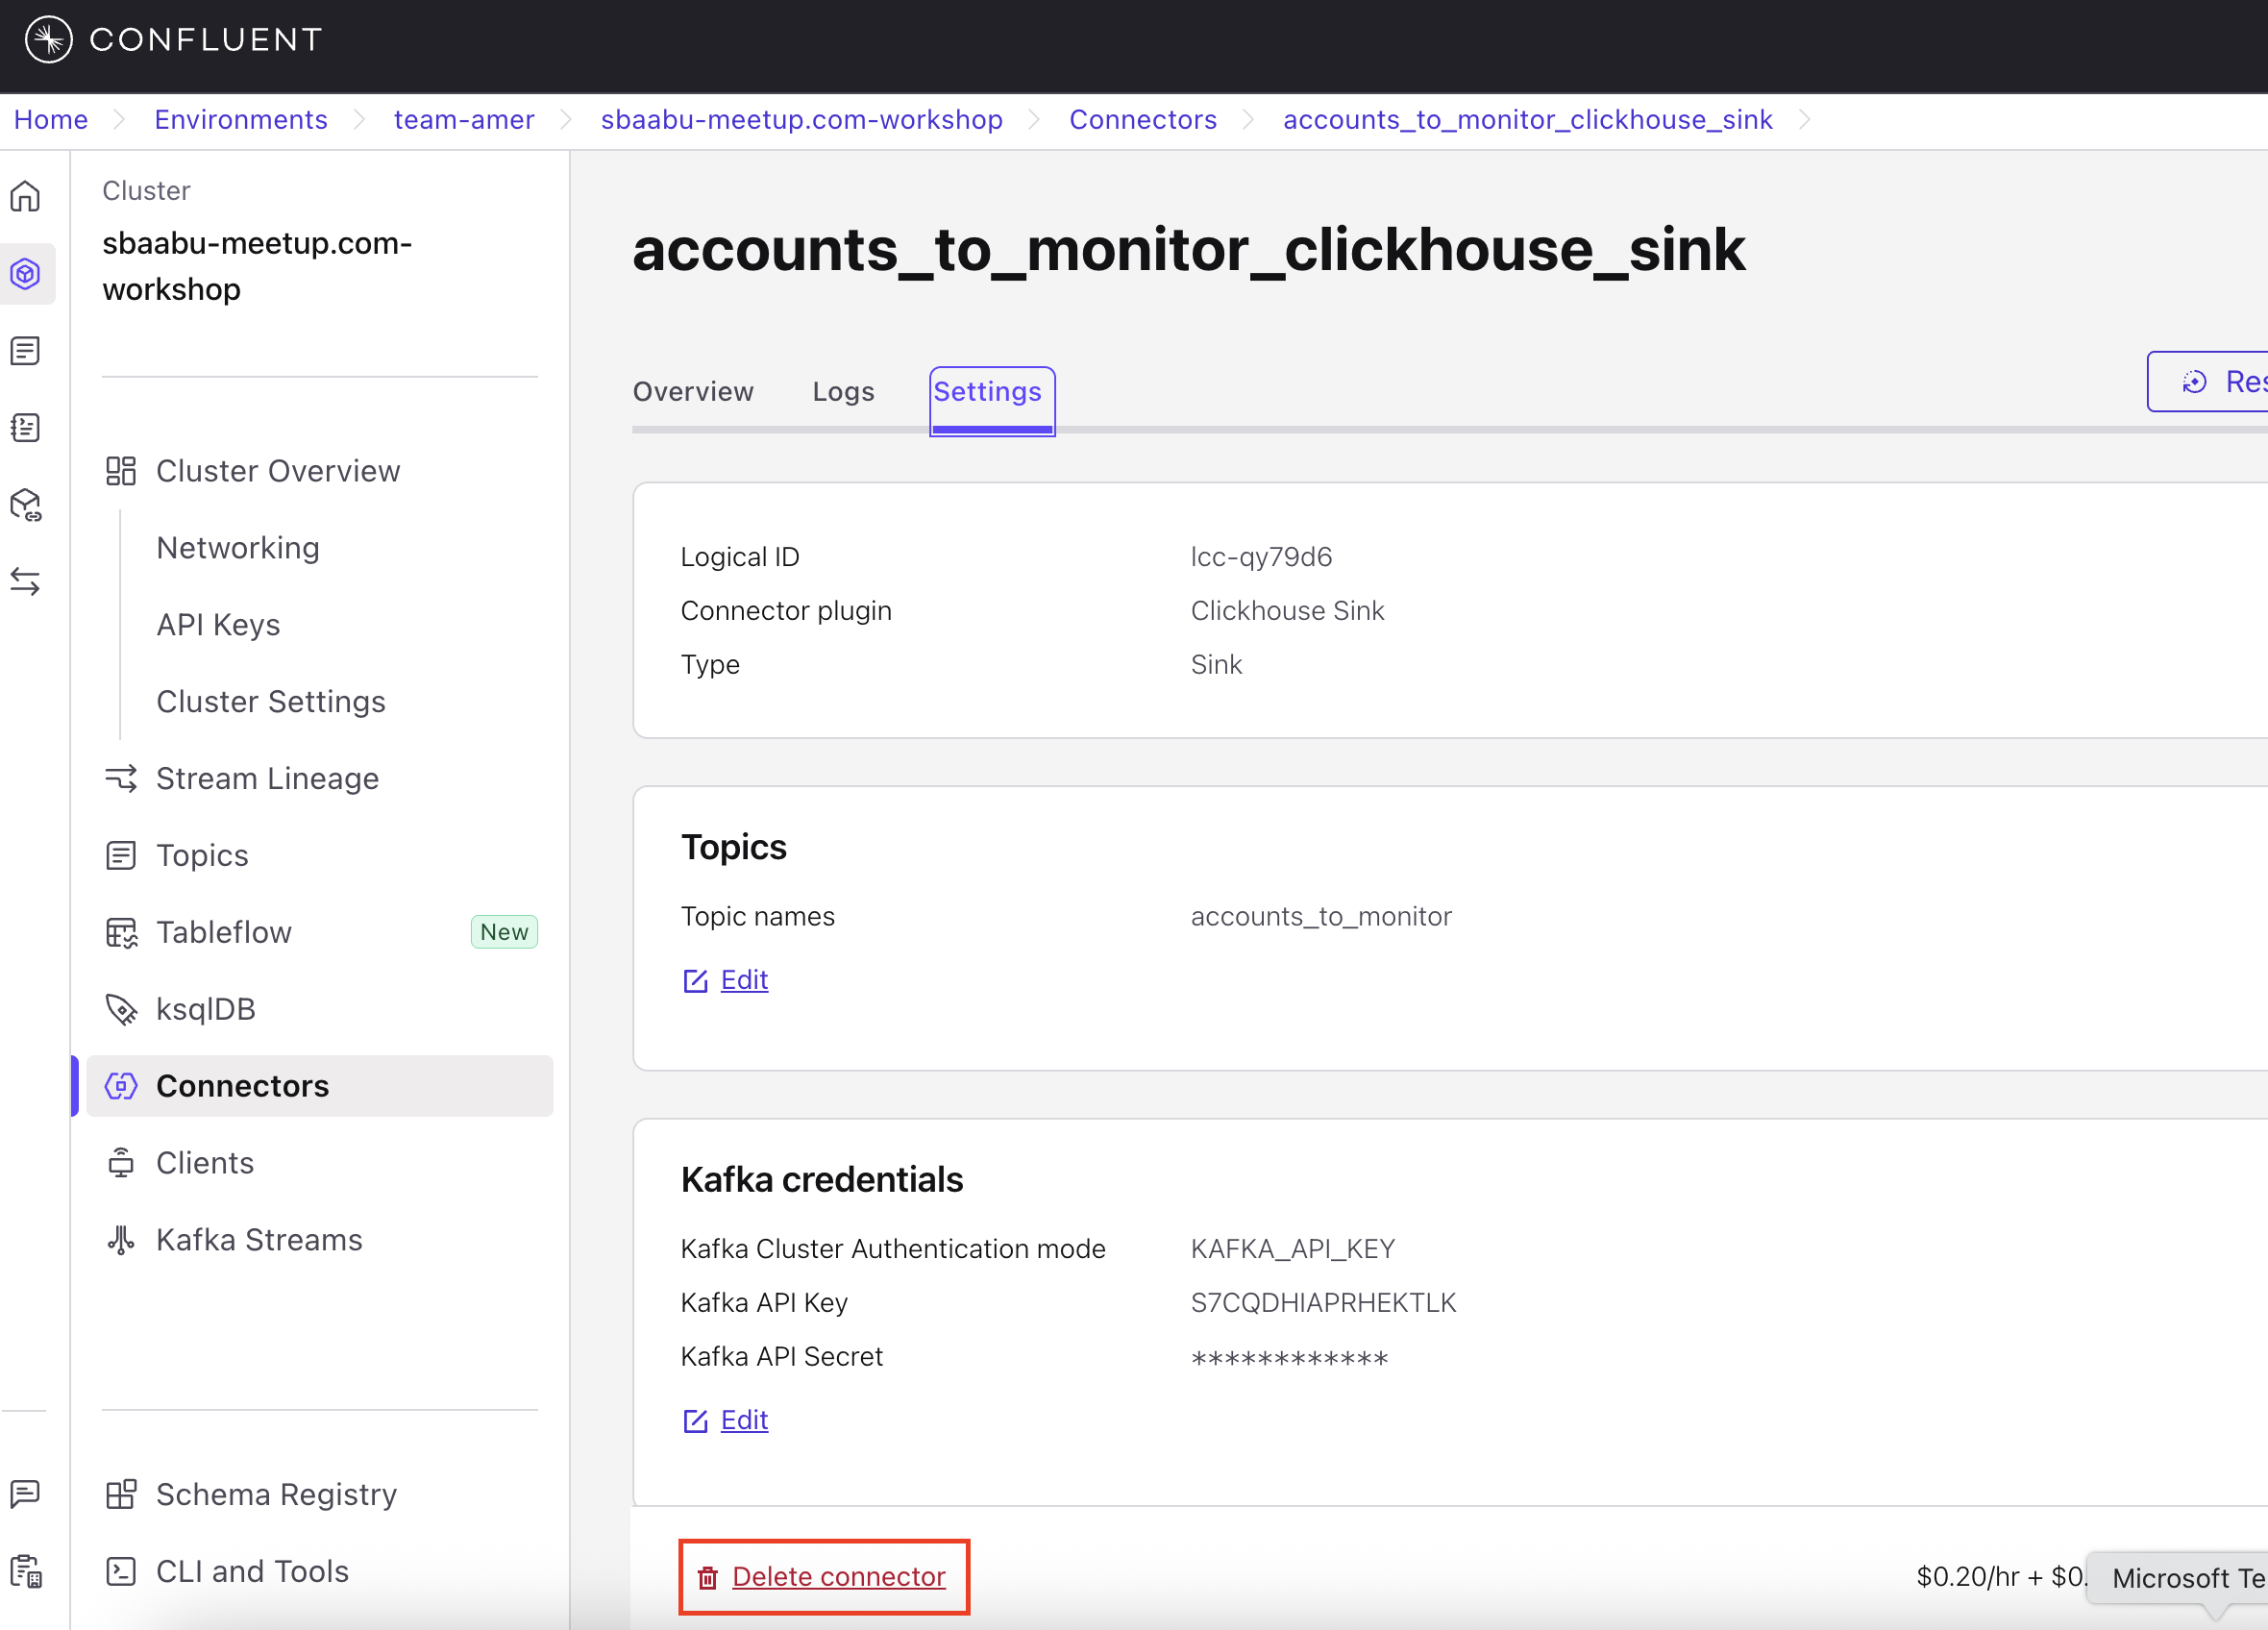 CONFLUENT
Home
Environments
team-amer
sbaabu-meetup.com-workshop
Connectors
accounts_to_monitor_clickhouse_sink
Cluster
sbaabu-meetup.com-
workshop
Cluster Overview
Networking
API Keys
Cluster Settings
Stream Lineage
Topics
Tableflow
New
ksqlDB
Connectors
Clients
Kafka Streams
Schema Registry
CLI and Tools
accounts_to_monitor_clickhouse_sink
Overview
Logs
Settings
Logical ID
lcc-qy79d6
Connector plugin
Clickhouse Sink
Type
Sink
Topics
Topic names
accounts_to_monitor
Edit
Kafka credentials
Kafka Cluster Authentication mode
KAFKA_API_KEY
Kafka API Key
S7CQDHIAPRHEKTLK
Kafka API Secret
************
Edit
Delete connector
$0.20/hr + $0.
Microsoft Te